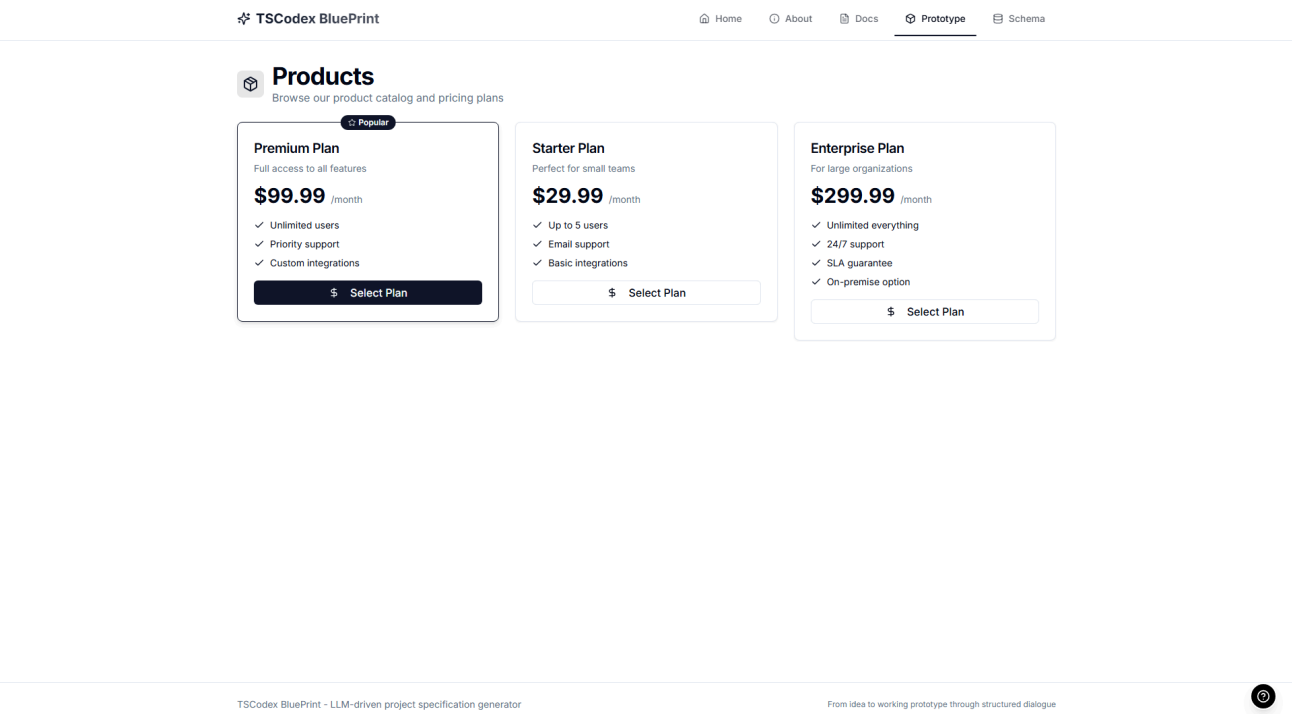 TSCodex BluePrint
Home
About
Docs
Prototype
Schema
Products
Browse our product catalog and pricing plans
Popular
Premium Plan
Full access to all features
$99.99 /month
Unlimited users
Priority support
Custom integrations
$ Select Plan
Starter Plan
Perfect for small teams
$29.99 /month
Up to 5 users
Email support
Basic integrations
$ Select Plan
Enterprise Plan
For large organizations
$299.99 /month
Unlimited everything
24/7 support
SLA guarantee
On-premise option
$ Select Plan
TSCodex BluePrint - LLM-driven project specification generator
From idea to working prototype through structured dialogue